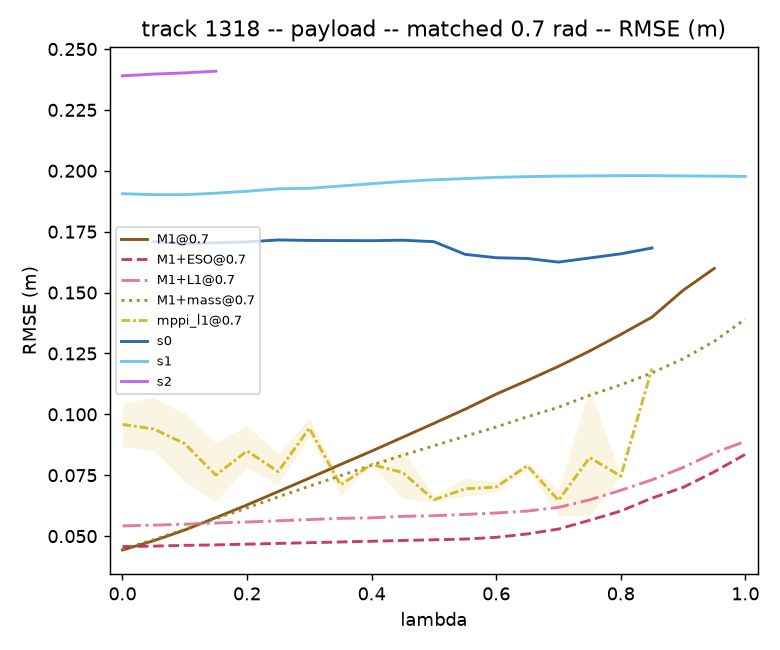 track 1318 -- payload -- matched 0.7 rad -- RMSE (m)
0.250
0.225
0.200
0.175
0.150
0.125
0.100
0.075
0.050
RMSE (m)
M1@0.7
M1+ESO@0.7
M1+L1@0.7
M1+mass@0.7
mppi_l1@0.7
s0
s1
s2
0.0 0.2 0.4 0.6 0.8 1.0
lambda